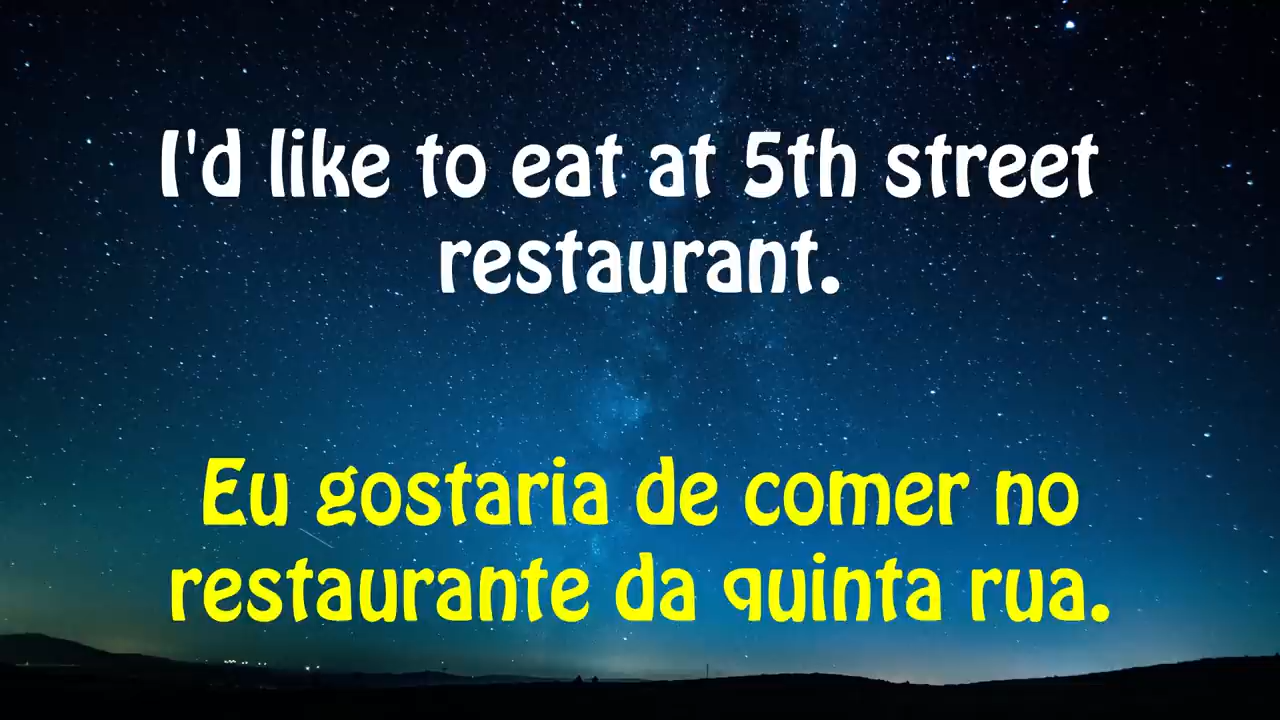 I'd like to eat at 5th street
restaurant.
Eu gostaria de comer no
restaurante da quinta rua.